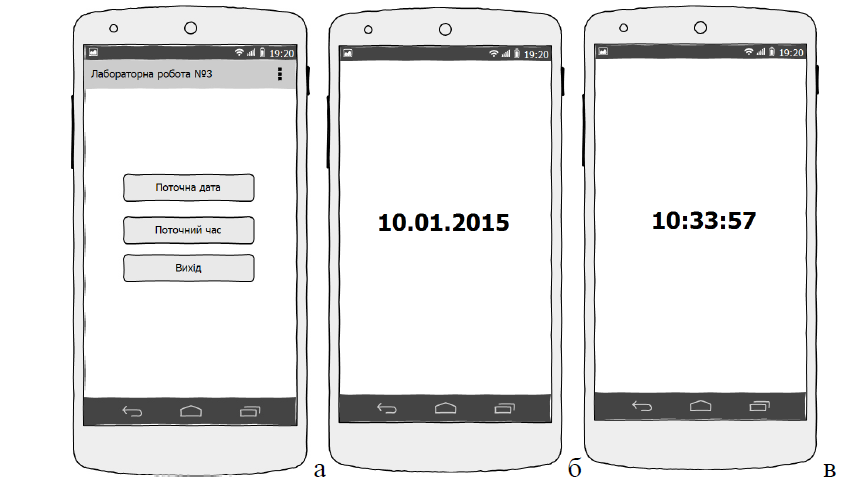 19:20
Лабораторна робота №3
Поточна дата
Поточний час
Вихід
а
19:20
10.01.2015
б
19:20
10:33:57
в